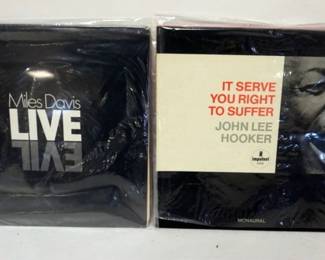 Miles Davis
LIVE
EVIL
IT SERVE
YOU RIGHT
TO SUFFER
JOHN LEE
HOOKER
impulse!
MONAURAL